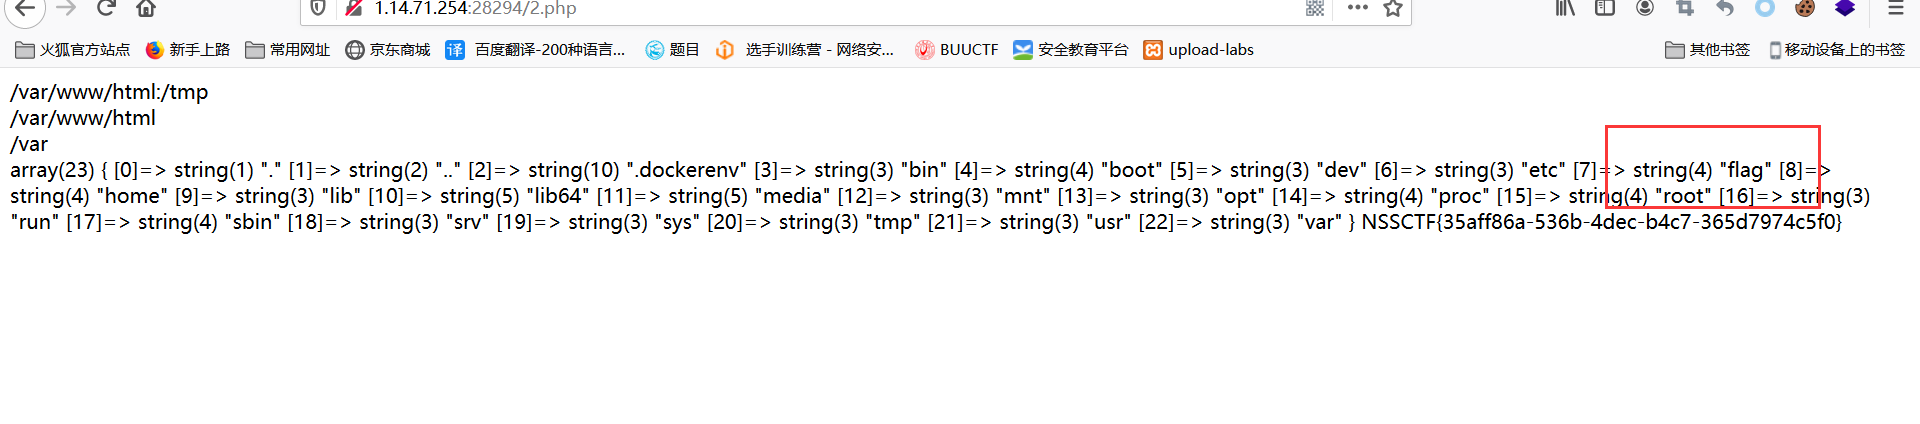 1.14.71.254:28294/2.php
火狐官方站点 新手上路 常用网址 京东商城 译 百度翻译-200种语言... 题目 选手训练营 - 网络安... BUUCTF 安全教育平台 upload-labs 其他书签 移动设备上的书签
/var/www/html:/tmp
/var/www/html
/var
array(23) { [0]=> string(1) "." [1]=> string(2) ".." [2]=> string(10) ".dockerenv" [3]=> string(3) "bin" [4]=> string(4) "boot" [5]=> string(3) "dev" [6]=> string(3) "etc" [7]=> string(4) "flag" [8]=>
string(4) "home" [9]=> string(3) "lib" [10]=> string(5) "lib64" [11]=> string(5) "media" [12]=> string(3) "mnt" [13]=> string(3) "opt" [14]=> string(4) "proc" [15]=> string(4) "root" [16]=> string(3)
"run" [17]=> string(4) "sbin" [18]=> string(3) "srv" [19]=> string(3) "sys" [20]=> string(3) "tmp" [21]=> string(3) "usr" [22]=> string(3) "var" } NSSCTF{35aff86a-536b-4dec-b4c7-365d7974c5f0}